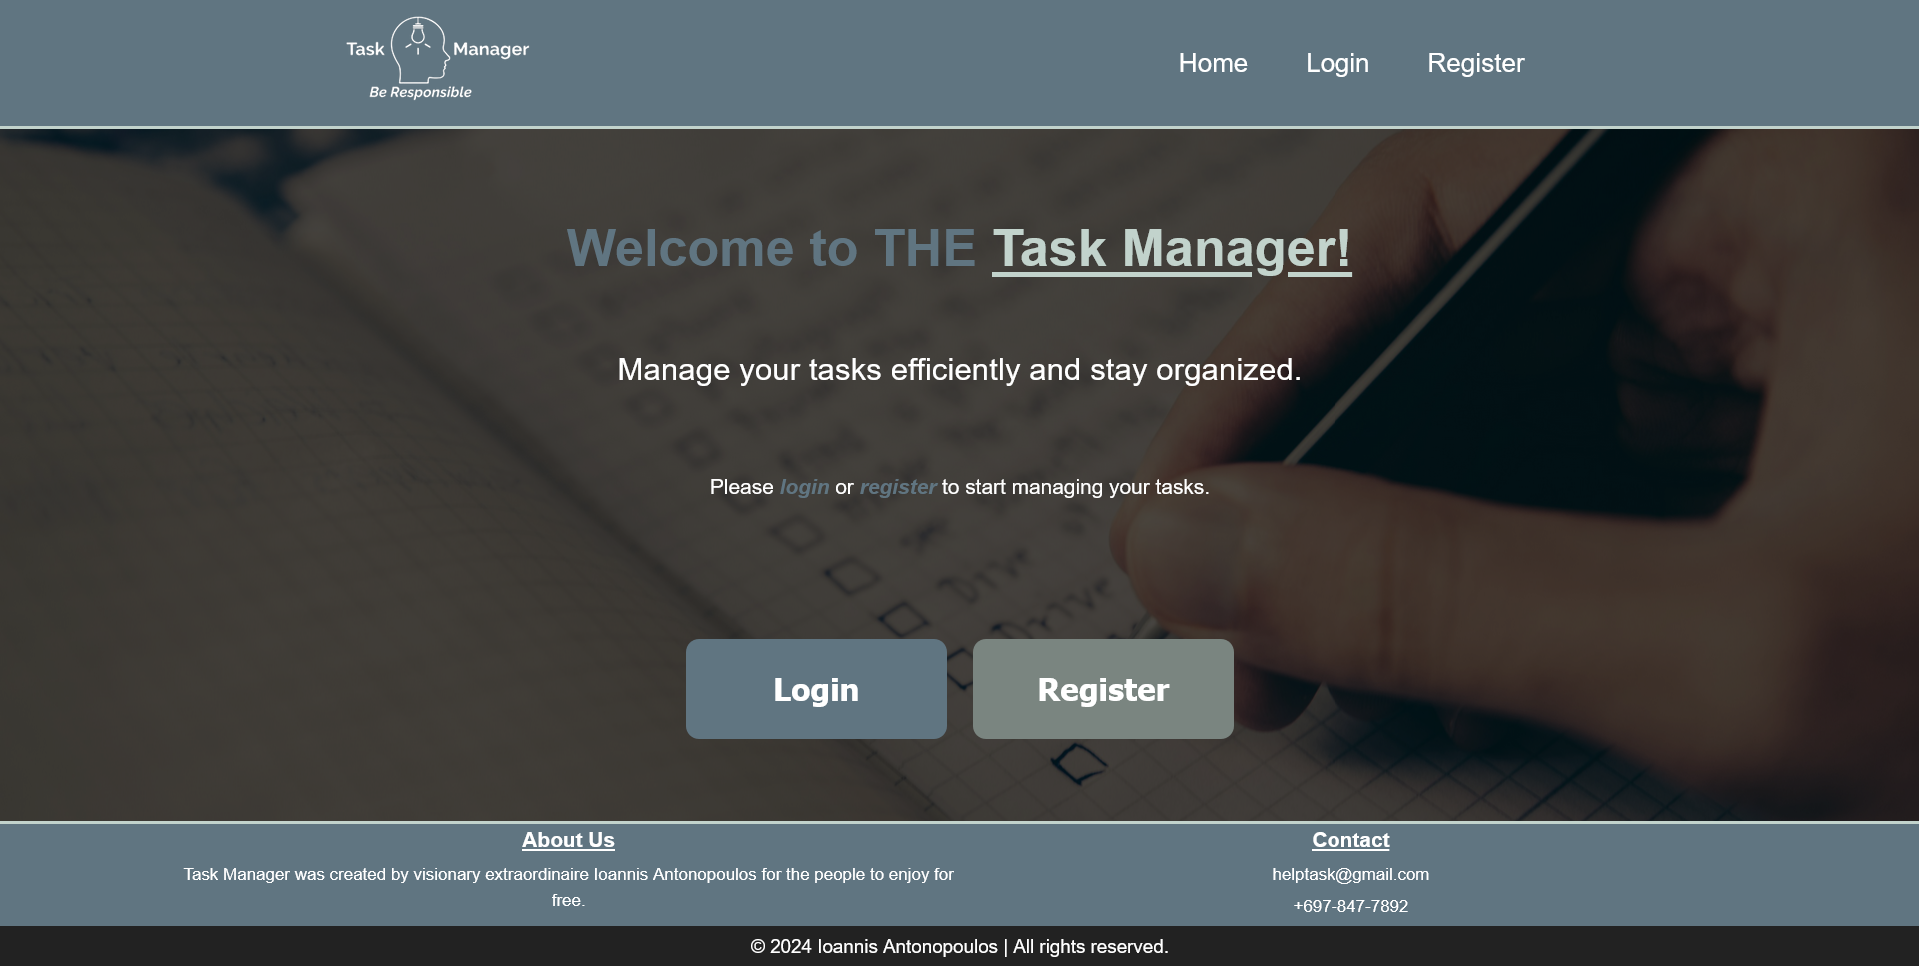 Task Manager
Be Responsible
Home Login Register
Welcome to THE Task Manager!
Manage your tasks efficiently and stay organized.
Please login or register to start managing your tasks.
Drive
Drive
Login Register
About Us
Task Manager was created by visionary extraordinaire Ioannis Antonopoulos for the people to enjoy for
free.
Contact
helptask@gmail.com
+697-847-7892
© 2024 Ioannis Antonopoulos | All rights reserved.